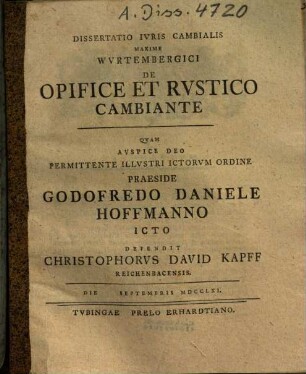 A. Diss. 4720
DISSERTATIO IVRIS CAMBIALIS
MAXIME
WVRTEMBERGICI
DE
OPIFICE ET RVSTICO
CAMBIANTE
QVAM
AVSPICE DEO
PERMITTENTE ILLVSTRI ICTORVM ORDINE
PRAESIDE
GODOFREDO DANIELE
HOFFMANNO
ICTO
DEFENDIT
CHRISTOPHORVS DAVID KAPFF
REICHENBACENSIS.
DIE SEPTEMBRIS MDCCLXI.
TVBINGAE PRELO ERHARDTIANO.